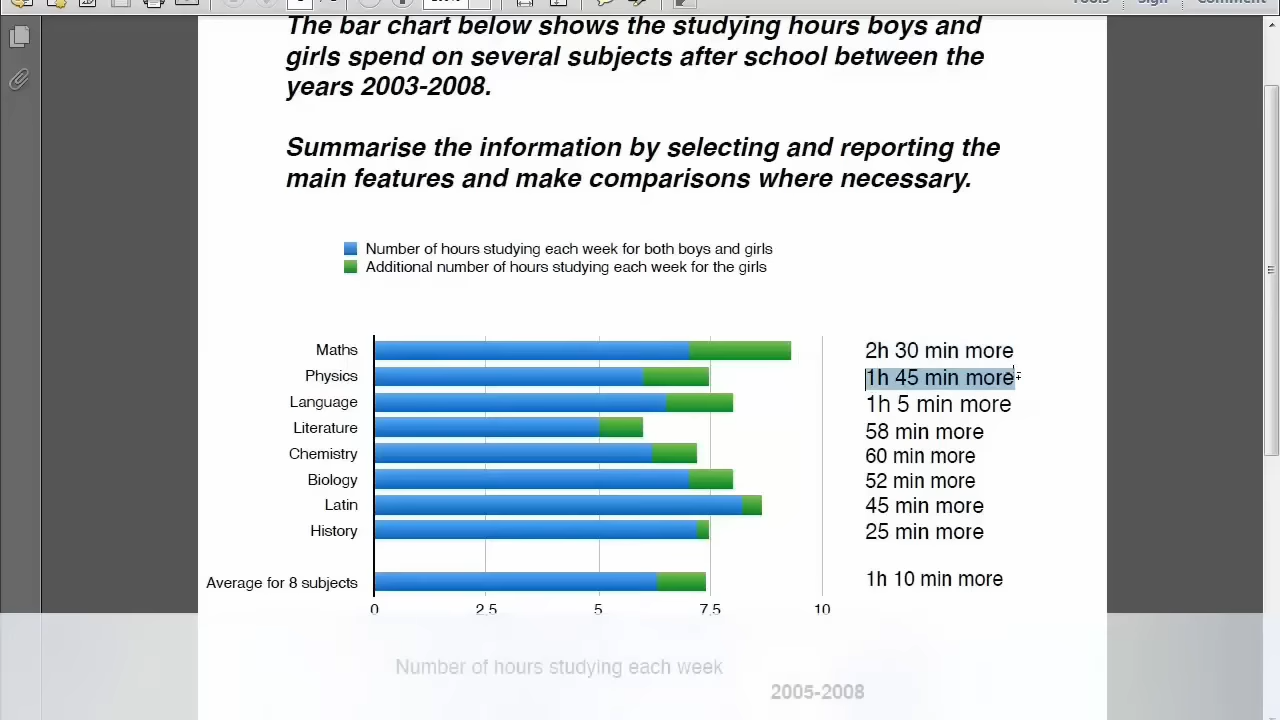 The bar chart below shows the studying hours boys and
girls spend on several subjects after school between the
years 2003-2008.
Summarise the information by selecting and reporting the
main features and make comparisons where necessary.
Number of hours studying each week for both boys and girls
Additional number of hours studying each week for the girls
Maths 2h 30 min more
Physics 1h 45 min more
Language 1h 5 min more
Literature 58 min more
Chemistry 60 min more
Biology 52 min more
Latin 45 min more
History 25 min more
Average for 8 subjects 1h 10 min more
0 2.5 5 7.5 10
Number of hours studying each week
2005-2008